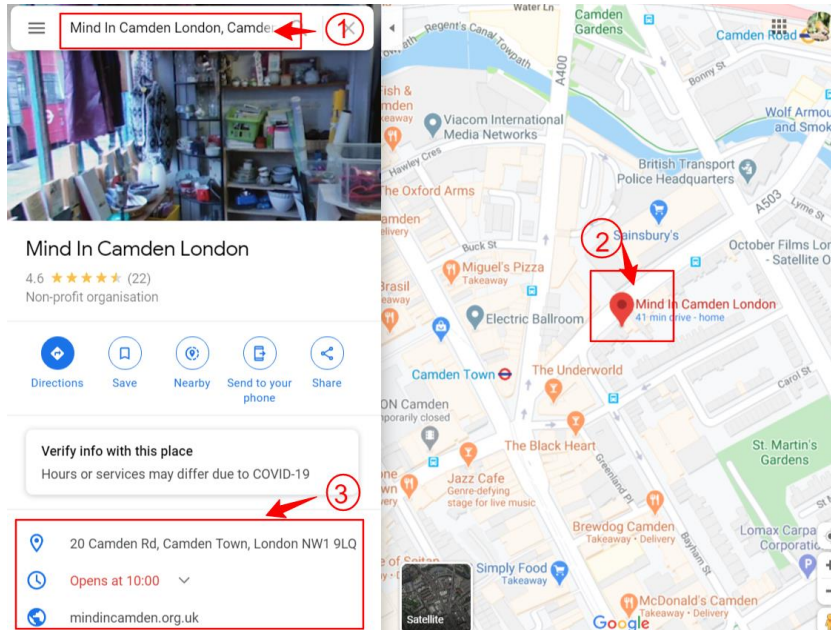 Mind In Camden London, Camde
1
Mind In Camden London
4.6
(22)
Non-profit organisation
Directions
Save
Nearby
Send to your
phone
Share
Verify info with this place
Hours or services may differ due to COVID-19
3
20 Camden Rd, Camden Town, London NW1 9LQ
Opens at 10:00
mindincamden.org.uk
Water Ln
Camden
Gardens
Regent's Canal Towpath
Camden Road
A400
Bonny St
Viacom International
Media Networks
Hawley Cres
Wolf Armou
and Smok
British Transport
Police Headquarters
A503
Lyme St
The Oxford Arms
Sainsbury's
2
Buck St
October Films Lon
- Satellite O
Miguel's Pizza
Takeaway
Brasil
Electric Ballroom
Mind In Camden London
41 min drive - home
Camden Town
The Underworld
Carol St
ON Camden
mporarily closed
The Black Heart
St. Martin's
Gardens
Greenland Pl
Jazz Cafe
Genre-defying
stage for live music
Brewdog Camden
Takeaway • Delivery
Bayham St
Lomax Carpa
Corporatic
P
Simply Food
Takeaway
McDonald's Camden
Takeaway • Delivery
Satellite
Google